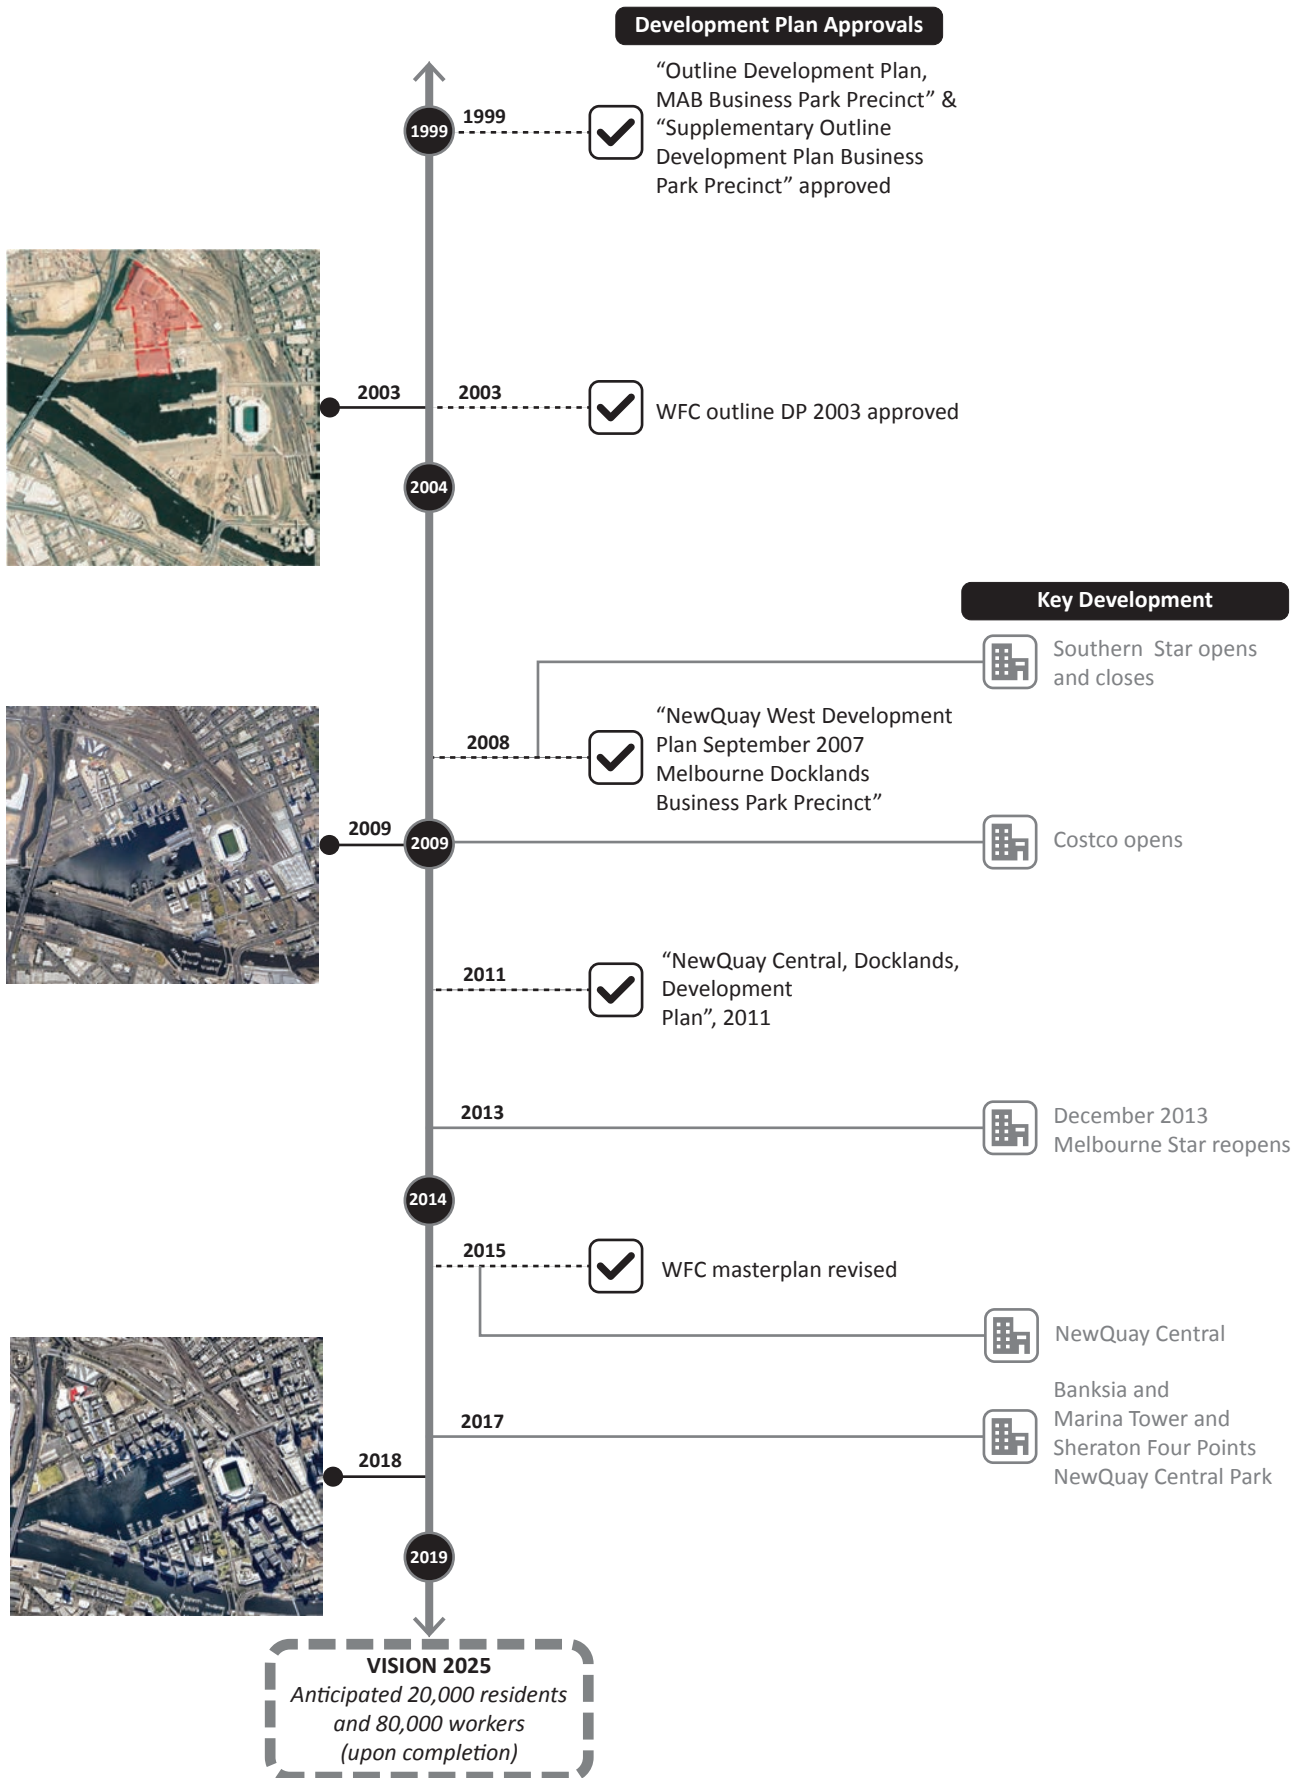 Development Plan Approvals
“Outline Development Plan,
MAB Business Park Precinct” &
“Supplementary Outline
Development Plan Business
Park Precinct” approved
1999
1999
2003
2003
WFC outline DP 2003 approved
2004
Key Development
Southern Star opens
and closes
2008
“NewQuay West Development
Plan September 2007
Melbourne Docklands
Business Park Precinct”
2009
2009
Costco opens
2011
“NewQuay Central, Docklands,
Development
Plan”, 2011
2013
December 2013
Melbourne Star reopens
2014
2015
WFC masterplan revised
NewQuay Central
2017
Banksia and
Marina Tower and
Sheraton Four Points
NewQuay Central Park
2018
2019
VISION 2025
Anticipated 20,000 residents
and 80,000 workers
(upon completion)